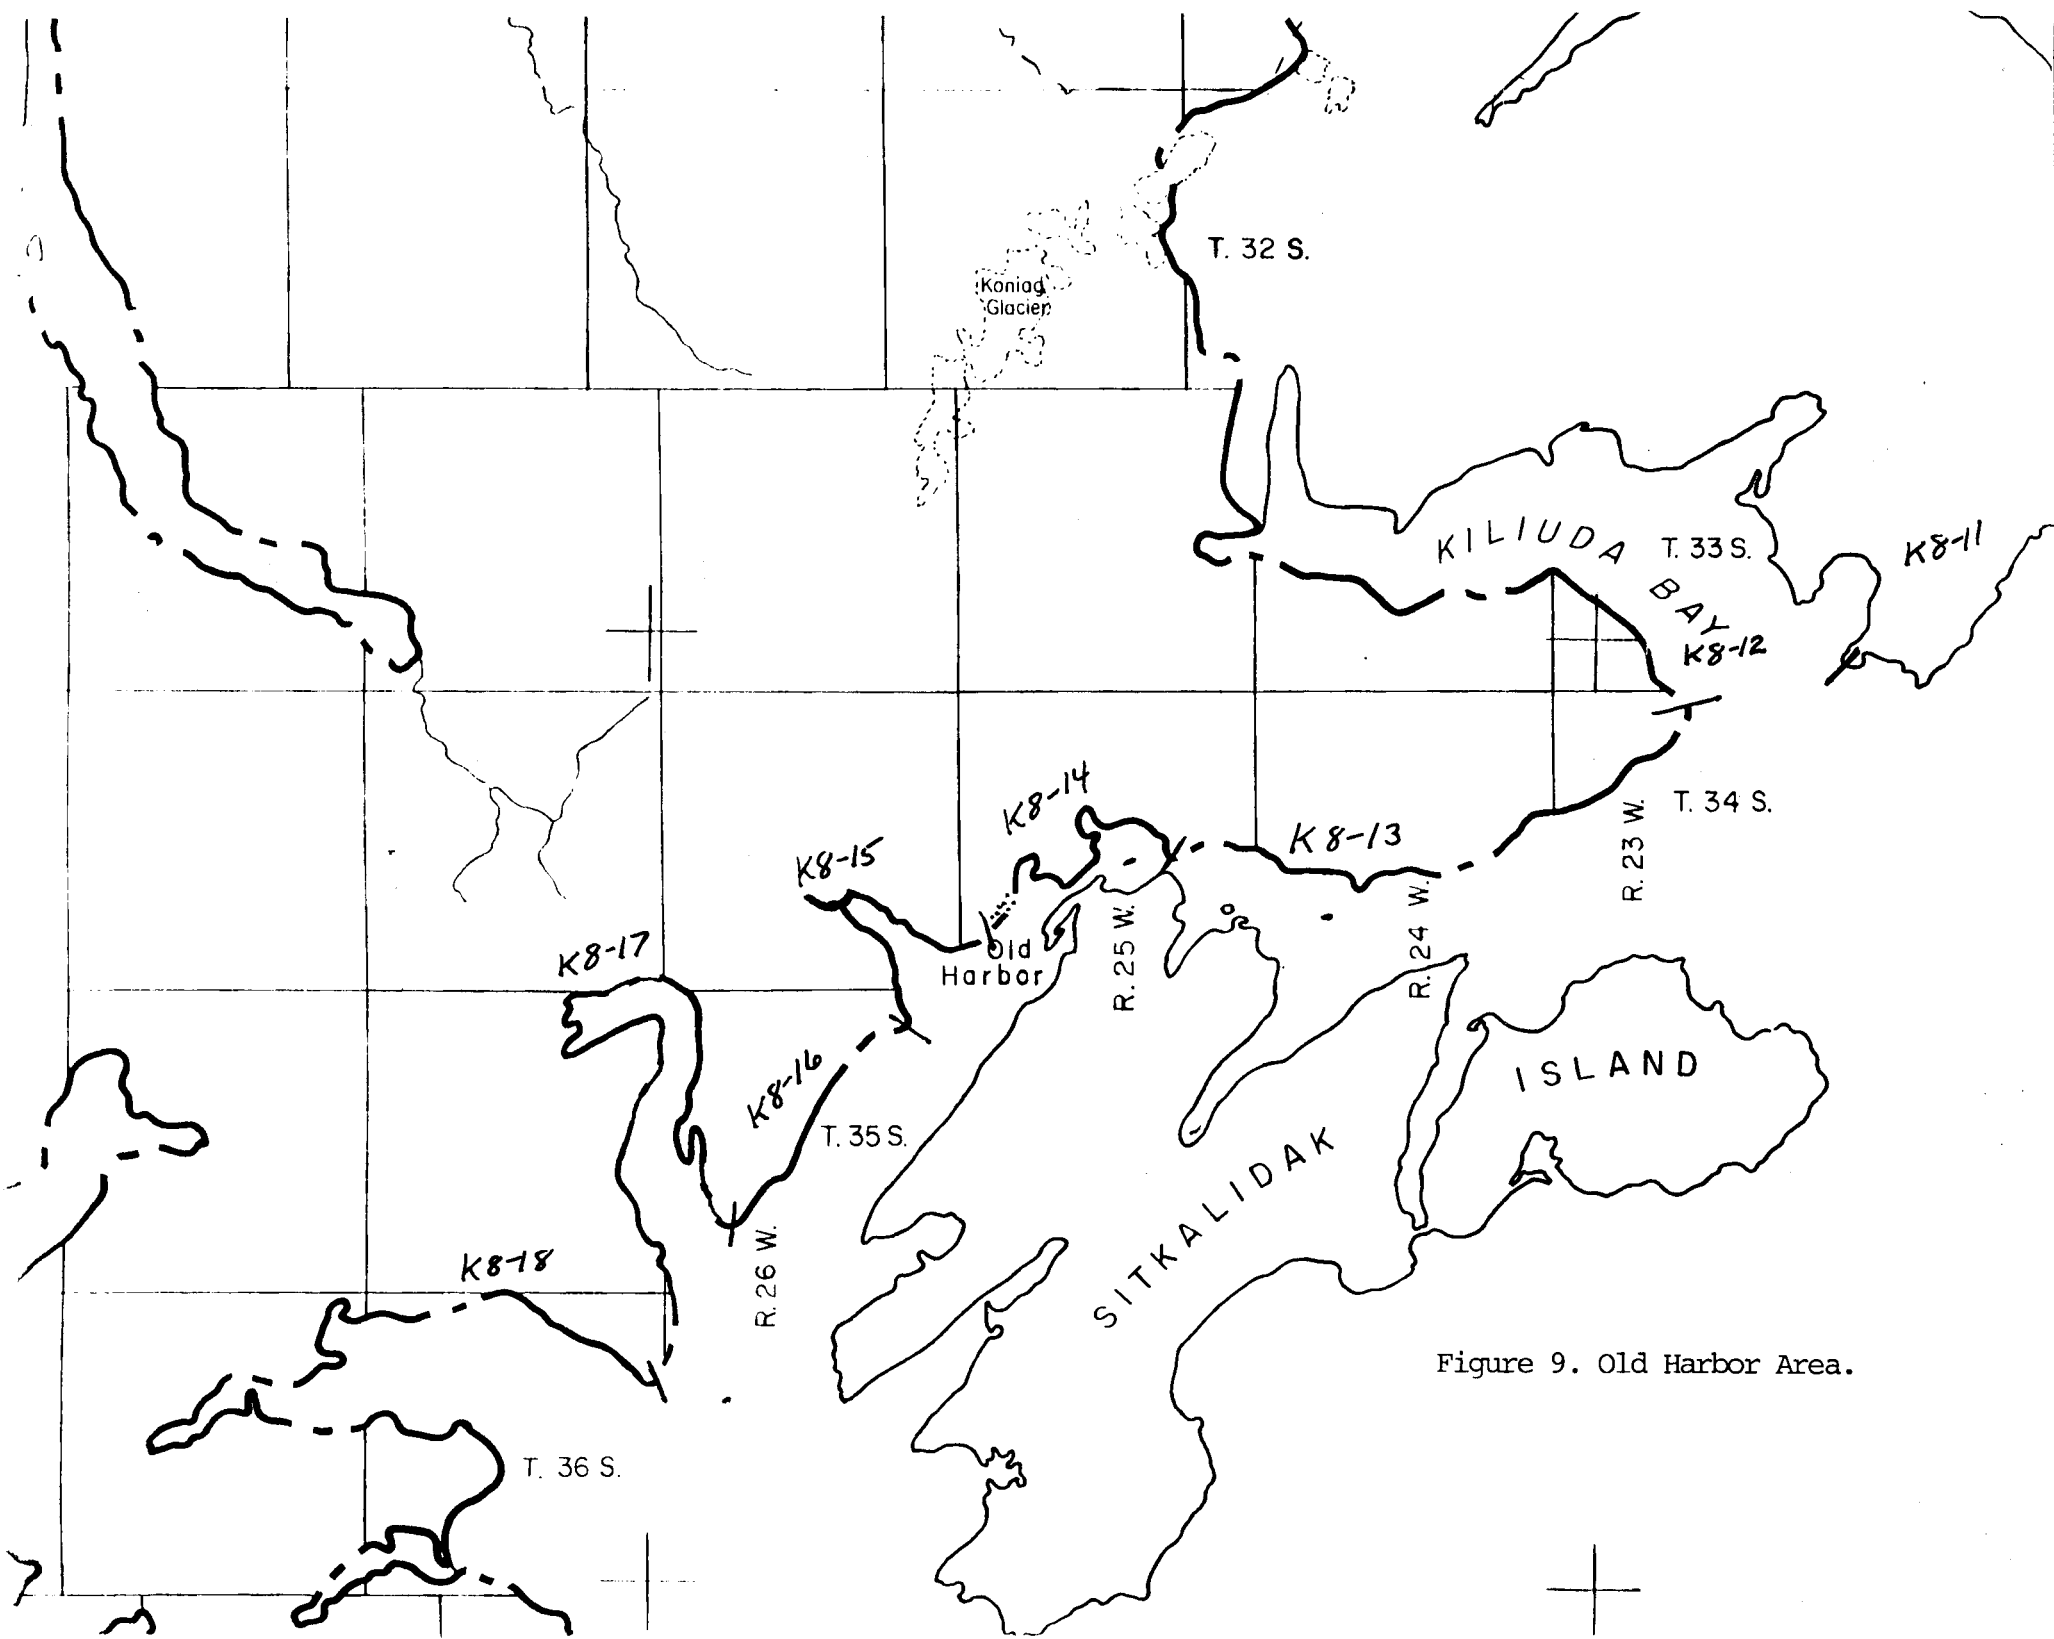 T. 32 S.
Koniag
Glacier
KILIUDA BAY
T. 33 S.
K8-11
K8-12
K8-14
K8-13
T. 34 S.
R. 23 W.
K8-15
R. 24 W.
R. 25 W.
Old
Harbor
K8-17
K8-16
ISLAND
T. 35 S.
SITKALIDAK
R. 26 W.
K8-18
Figure 9. Old Harbor Area.
T. 36 S.